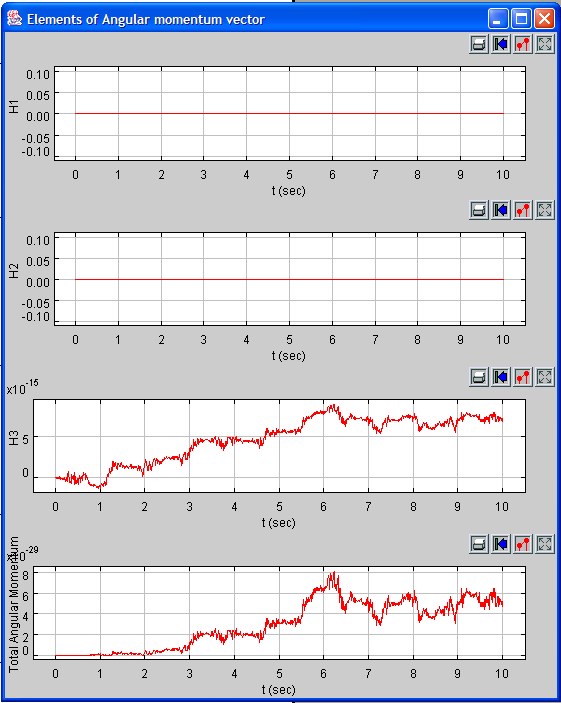 Elements of Angular momentum vector
H1
0.10
0.05
0.00
-0.05
-0.10
0 1 2 3 4 5 6 7 8 9 10
t (sec)
H2
0.10
0.05
0.00
-0.05
-0.10
0 1 2 3 4 5 6 7 8 9 10
t (sec)
x10 -15
H3
5
0
0 1 2 3 4 5 6 7 8 9 10
t (sec)
x10 -29
Total Angular Momentum
8
6
4
2
0
0 1 2 3 4 5 6 7 8 9 10
t (sec)